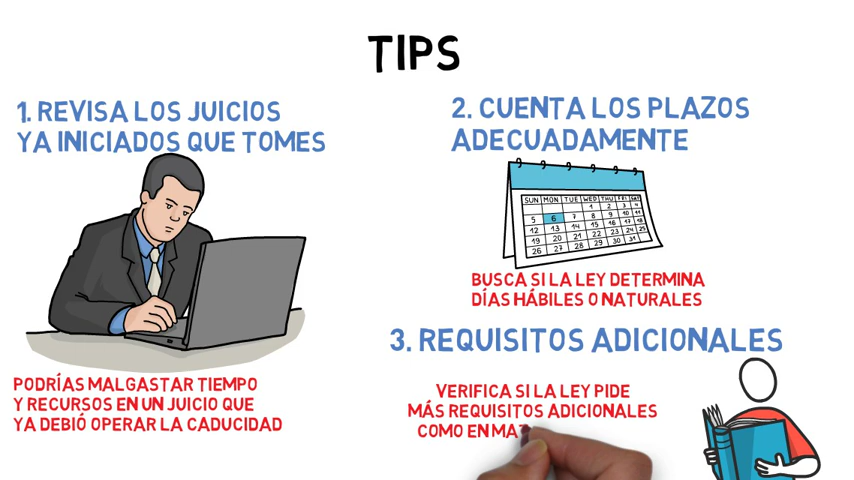 TIPS
1. REVISA LOS JUICIOS
YA INICIADOS QUE TOMES
2. CUENTA LOS PLAZOS
ADECUADAMENTE
SUN MON TUE WED THU FRI SAT
1 2 3 4
5 6 7 8 9 10 11
12 13 14 15 16 17 18
19 20 21 22 23 24 25
26 27 28 29 30 31
BUSCA SI LA LEY DETERMINA
DÍAS HÁBILES O NATURALES
3. REQUISITOS ADICIONALES
PODRÍAS MALGASTAR TIEMPO
Y RECURSOS EN UN JUICIO QUE
YA DEBIÓ OPERAR LA CADUCIDAD
VERIFICA SI LA LEY PIDE
MÁS REQUISITOS ADICIONALES
COMO EN